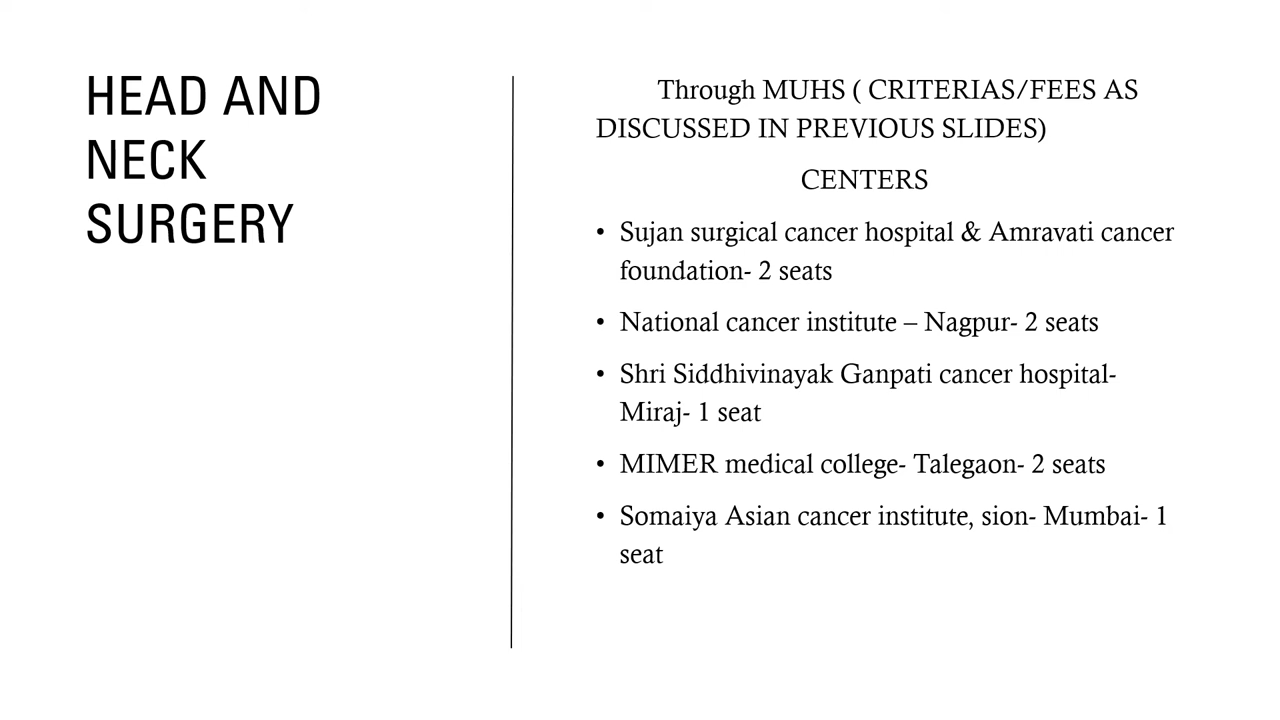 HEAD AND
NECK
SURGERY
Through MUHS ( CRITERIAS/FEES AS
DISCUSSED IN PREVIOUS SLIDES)
CENTERS
• Sujan surgical cancer hospital & Amravati cancer
foundation- 2 seats
• National cancer institute – Nagpur- 2 seats
• Shri Siddhivinayak Ganpati cancer hospital-
Miraj- 1 seat
• MIMER medical college- Talegaon- 2 seats
• Somaiya Asian cancer institute, sion- Mumbai- 1
seat